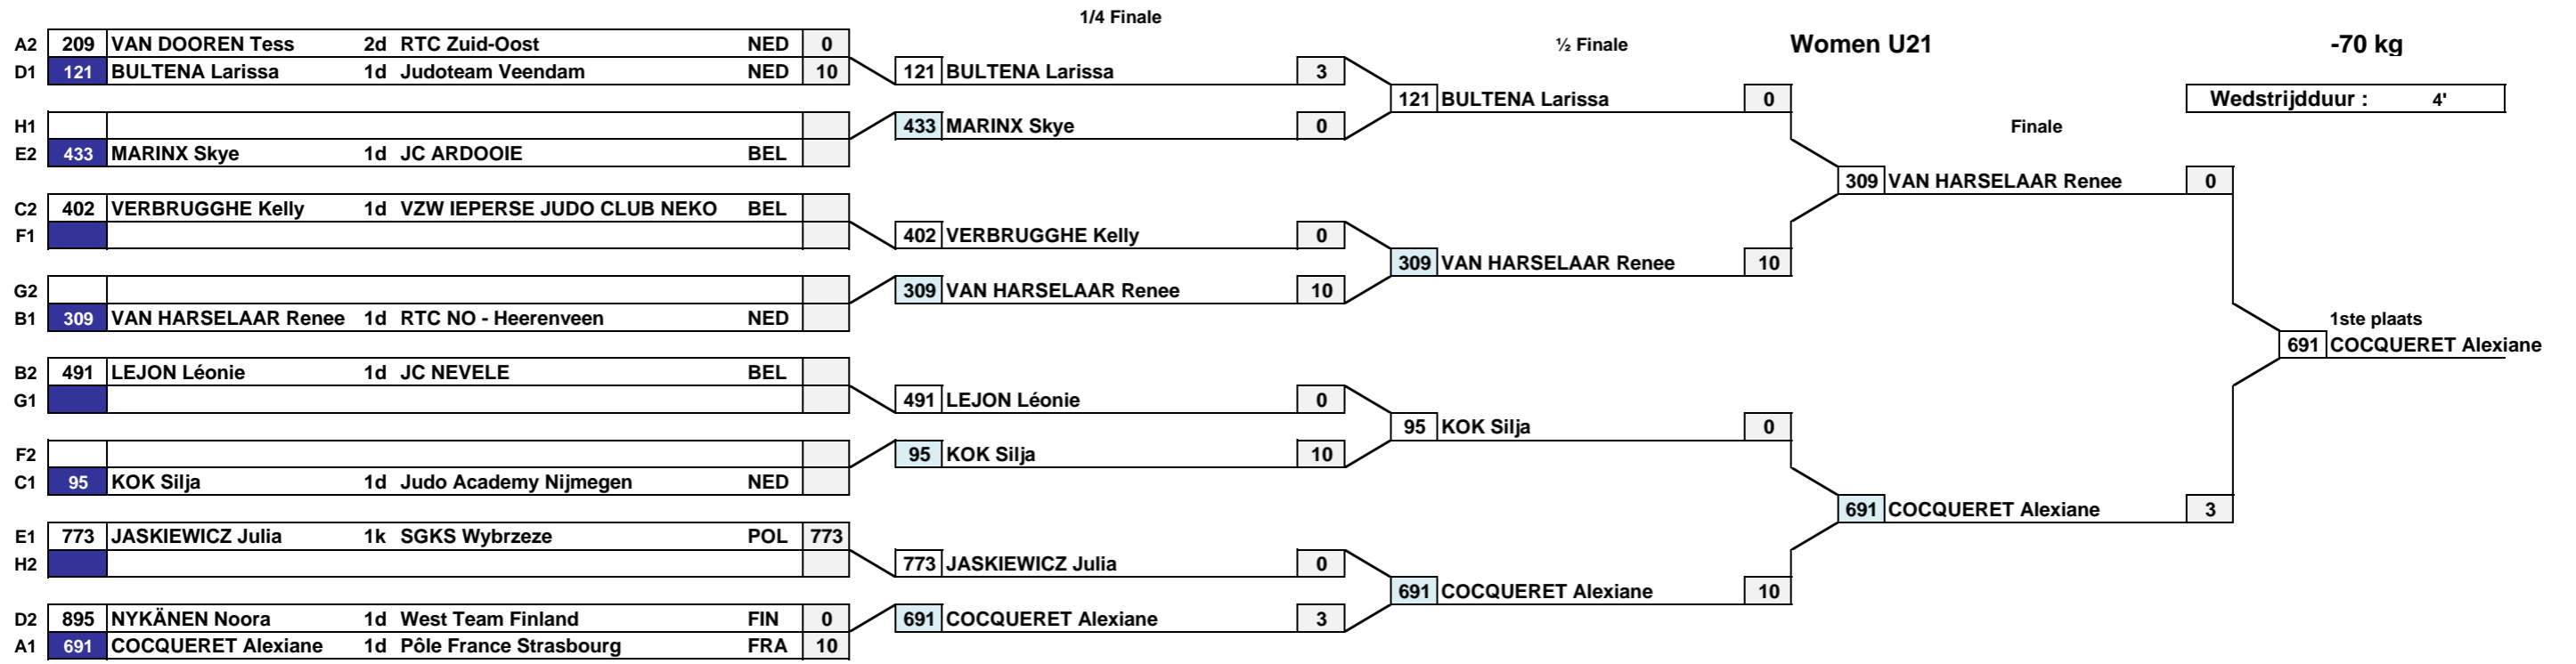 1/4 Finale
A2 209 VAN DOOREN Tess 2d RTC Zuid-Oost NED 0
½ Finale Women U21 -70 kg
D1 121 BULTENA Larissa 1d Judoteam Veendam NED 10
121 BULTENA Larissa 3
121 BULTENA Larissa 0
Wedstrijdduur : 4'
H1
433 MARINX Skye 0
Finale
E2 433 MARINX Skye 1d JC ARDOOIE BEL
309 VAN HARSELAAR Renee 0
C2 402 VERBRUGGHE Kelly 1d VZW IEPERSE JUDO CLUB NEKO BEL
F1
402 VERBRUGGHE Kelly 0
309 VAN HARSELAAR Renee 10
G2
309 VAN HARSELAAR Renee 10
B1 309 VAN HARSELAAR Renee 1d RTC NO - Heerenveen NED
1ste plaats
691 COCQUERET Alexiane
B2 491 LEJON Léonie 1d JC NEVELE BEL
G1
491 LEJON Léonie 0
95 KOK Silja 0
F2
95 KOK Silja 10
C1 95 KOK Silja 1d Judo Academy Nijmegen NED
691 COCQUERET Alexiane 3
E1 773 JASKIEWICZ Julia 1k SGKS Wybrzeze POL 773
H2
773 JASKIEWICZ Julia 0
691 COCQUERET Alexiane 10
D2 895 NYKÄNEN Noora 1d West Team Finland FIN 0
691 COCQUERET Alexiane 3
A1 691 COCQUERET Alexiane 1d Pôle France Strasbourg FRA 10